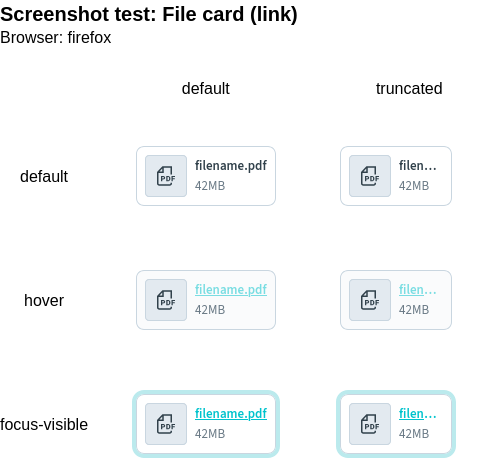 Screenshot test: File card (link)
Browser: firefox
default truncated
default
PDF filename.pdf 42MB
PDF filen… 42MB
hover
PDF filename.pdf 42MB
PDF filen… 42MB
focus-visible
PDF filename.pdf 42MB
PDF filen… 42MB